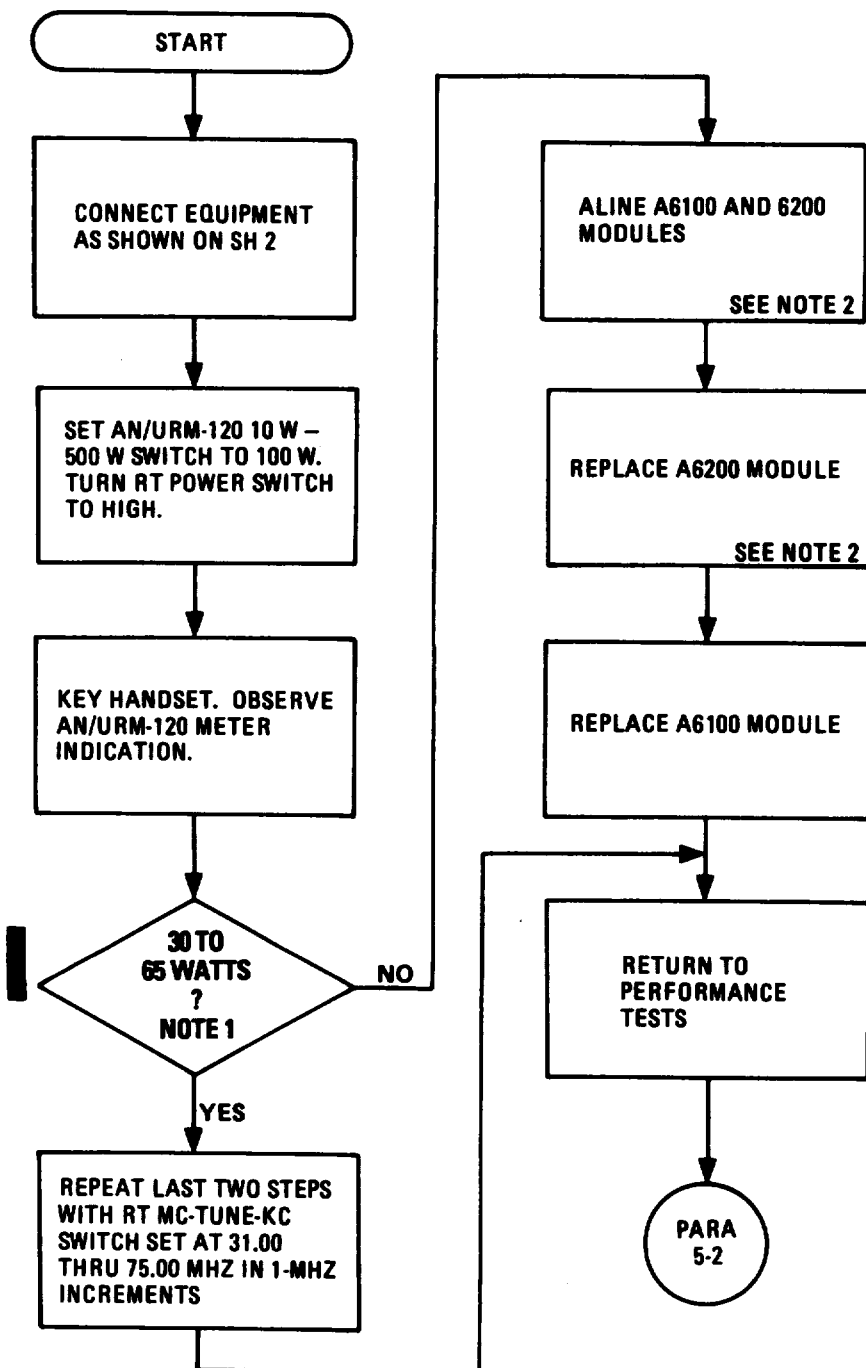 START
CONNECT EQUIPMENT
AS SHOWN ON SH 2
SET AN/URM-120 10 W –
500 W SWITCH TO 100 W.
TURN RT POWER SWITCH
TO HIGH.
KEY HANDSET. OBSERVE
AN/URM-120 METER
INDICATION.
30 TO
65 WATTS
?
NOTE 1
NO
YES
REPEAT LAST TWO STEPS
WITH RT MC-TUNE-KC
SWITCH SET AT 31.00
THRU 75.00 MHZ IN 1-MHZ
INCREMENTS
ALINE A6100 AND 6200
MODULES
SEE NOTE 2
REPLACE A6200 MODULE
SEE NOTE 2
REPLACE A6100 MODULE
RETURN TO
PERFORMANCE
TESTS
PARA
5-2